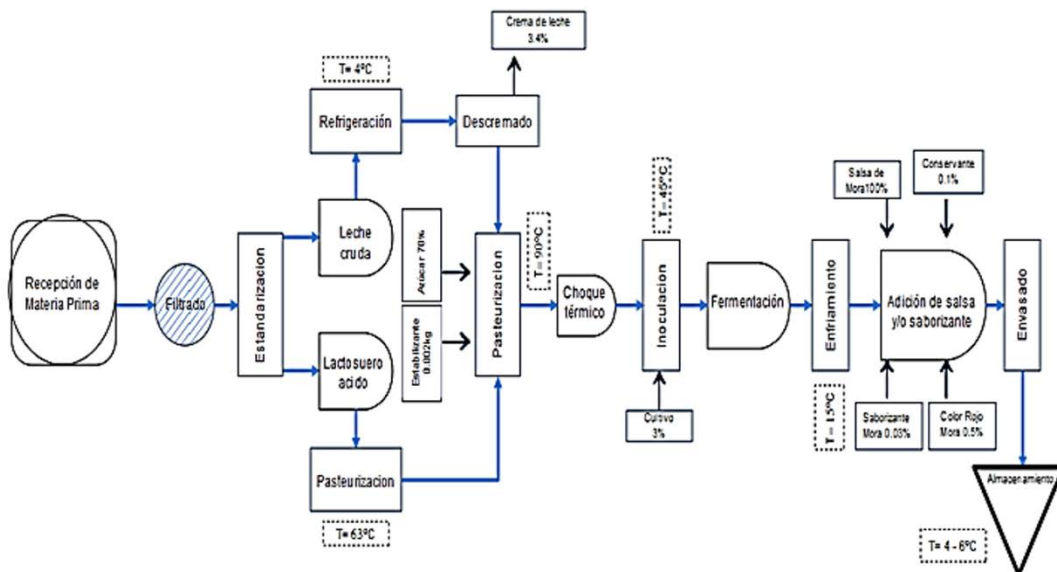 Crema de leche
3.4%
T= 4ºC
Refrigeración
Descremado
T= 45ºC
Salsa de
Mora100%
Conservante
0.1%
Recepción de
Materia Prima
Filtrado
Estandarizacion
Leche
cruda
Azúcar 70%
Estabilizante
0.002kg
Pasteurizacion
T= 90ºC
Choque
térmico
Inoculacion
Fermentación
Enfriamiento
Adición de salsa
y/o saborizante
Envasado
Lactosuero
acido
Pasteurizacion
T= 63ºC
Cultivo
3%
T= 15ºC
Saborizante
Mora 0.03%
Color Rojo
Mora 0.5%
Almacenamiento
T= 4 - 6ºC